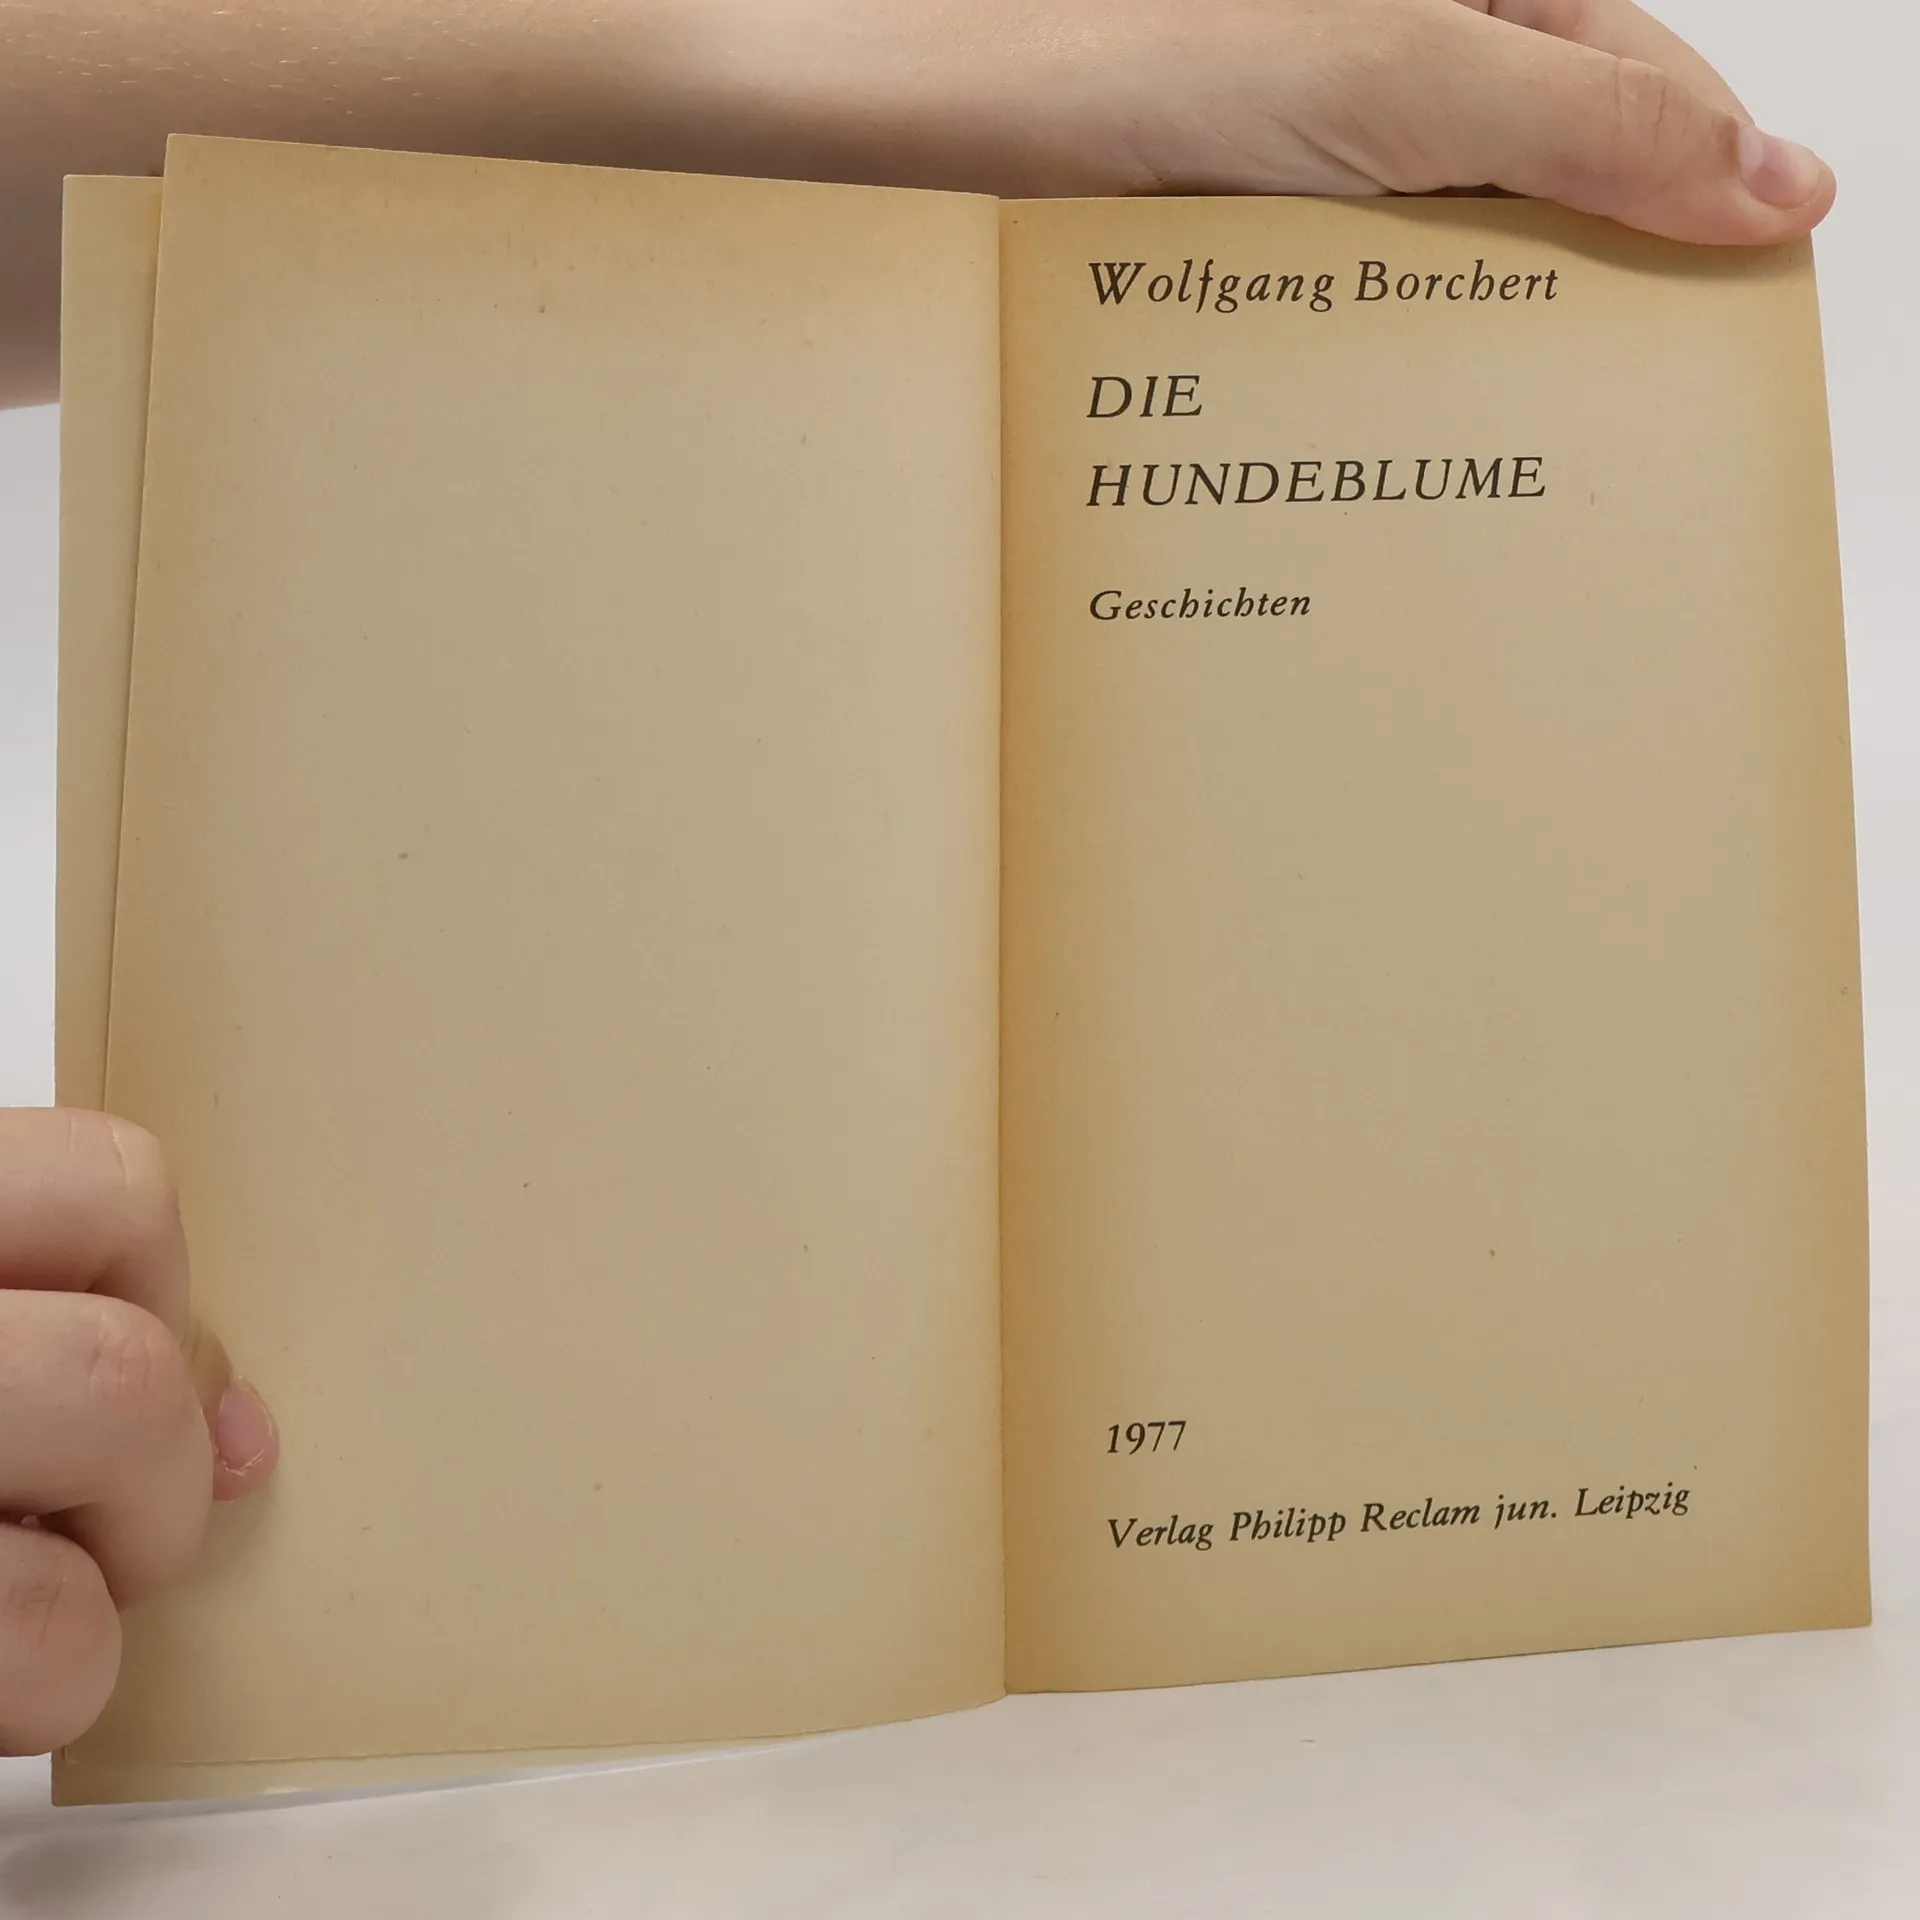 Wolfgang Borchert
DIE
HUNDEBLUME
Geschichten
1977
Verlag Philipp Reclam jun. Leipzig